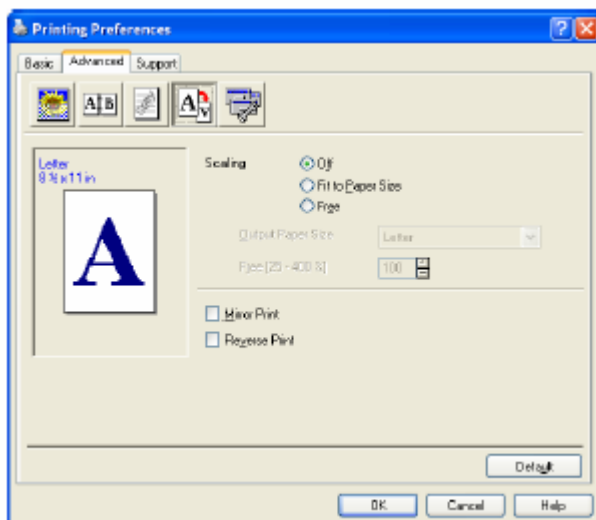 Printing Preferences
Basic Advanced Support
A B
A
Letter
8 ½ x 11 in
A
Scaling
Off
Fit to Paper Size
Free
Output Paper Size Letter
Free [25 - 400 %] 100
Mirror Print
Reverse Print
Default
OK Cancel Help